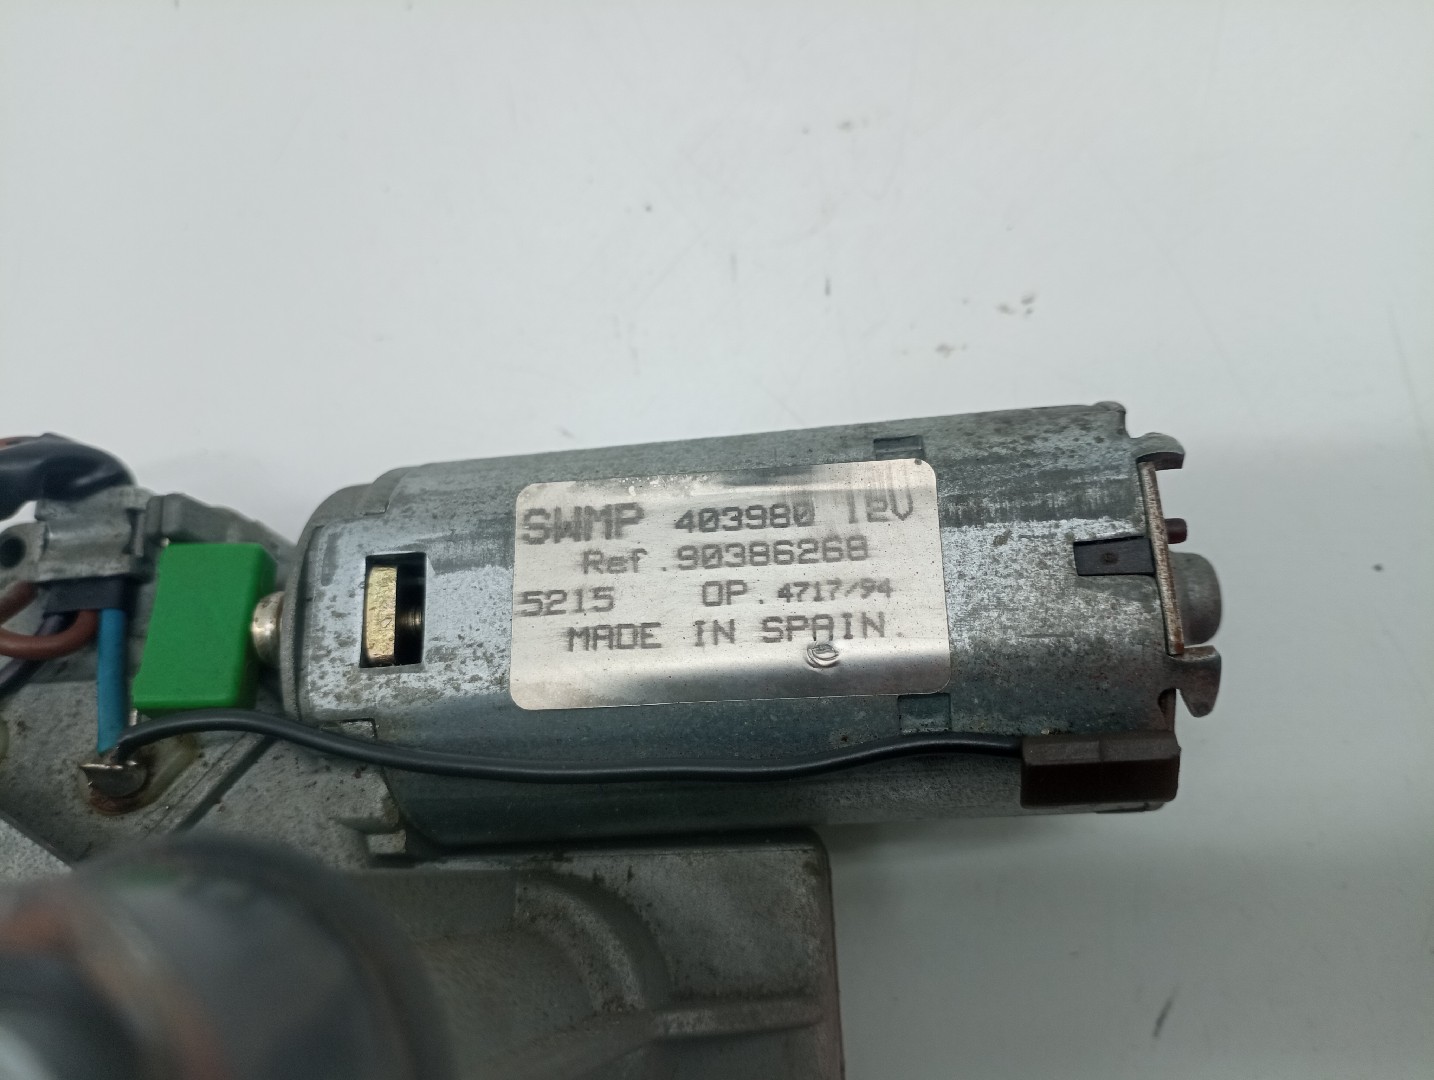 SWMP 403980 12V
Ref.90386268
5215 OP.4717/94
MADE IN SPAIN.